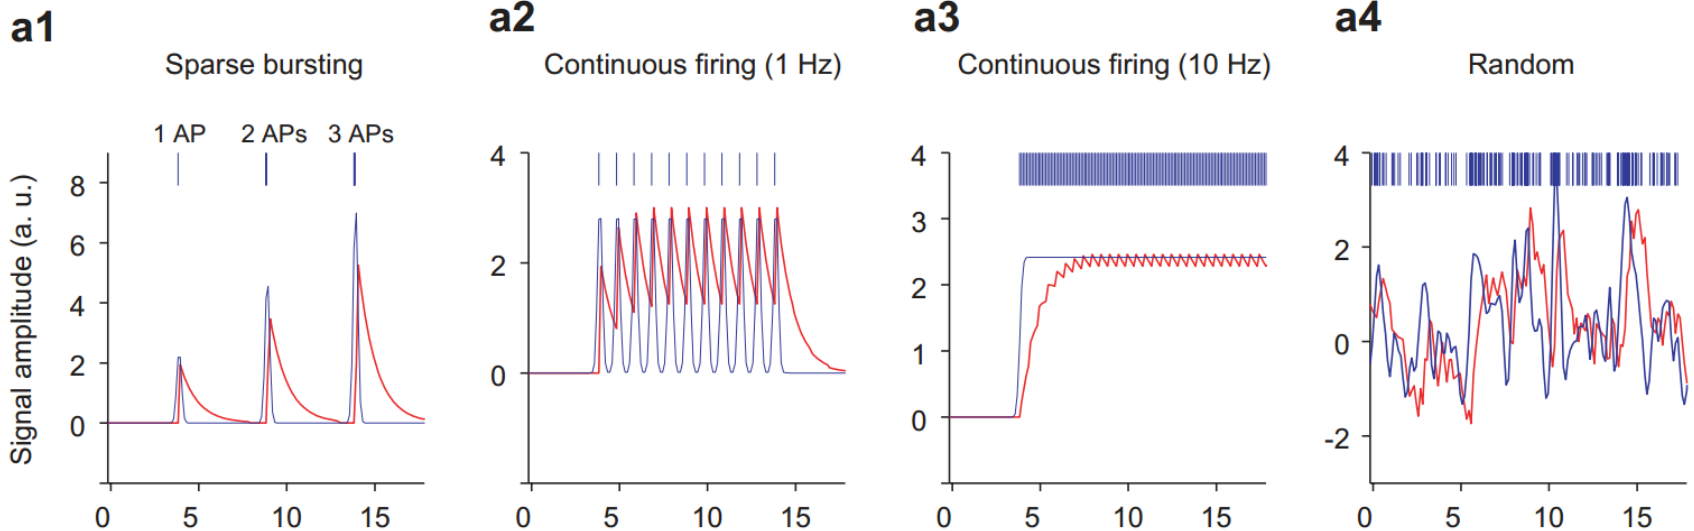 a1
a2
a3
a4
Sparse bursting
Continuous firing (1 Hz)
Continuous firing (10 Hz)
Random
1 AP
2 APs
3 APs
Signal amplitude (a. u.)
8
6
4
2
0
0
5
10
15
4
2
0
0
5
10
15
4
3
2
1
0
0
5
10
15
4
2
0
-2
0
5
10
15